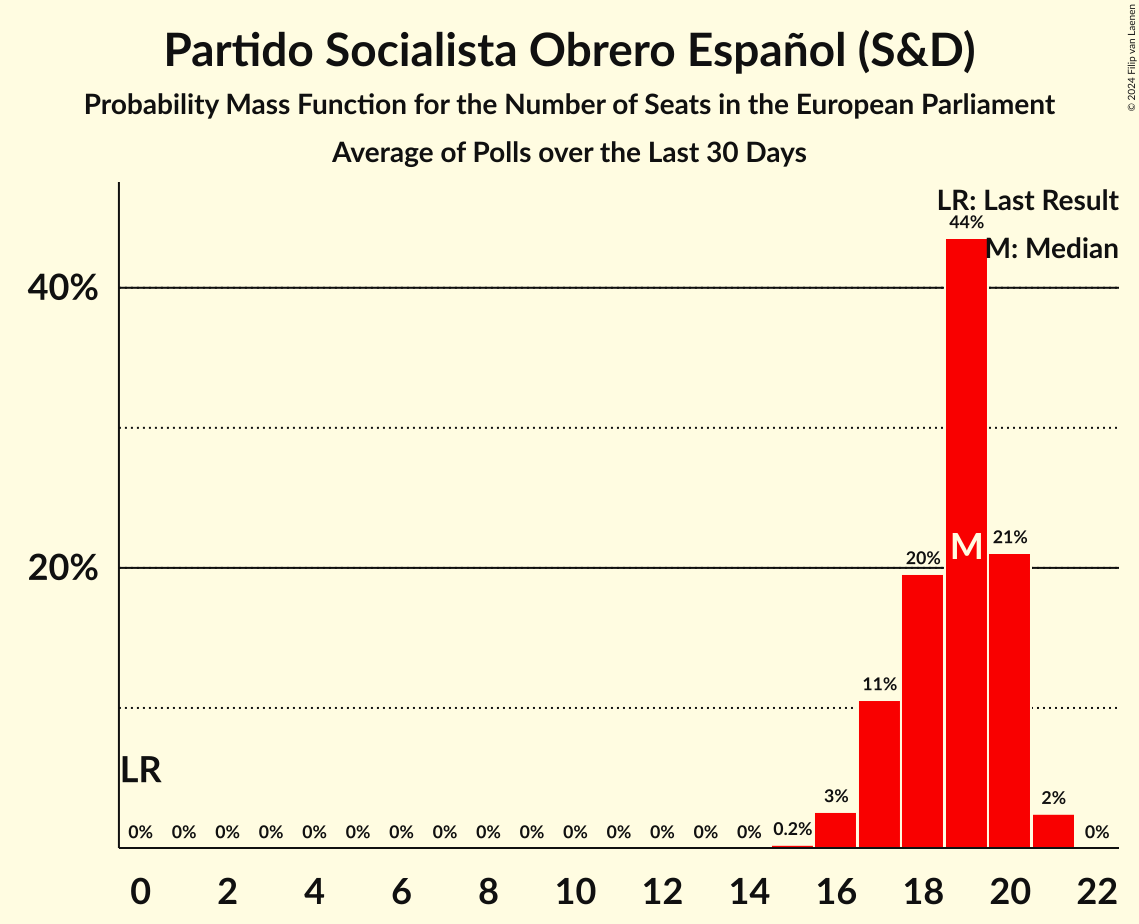 Partido Socialista Obrero Español (S&D)
Probability Mass Function for the Number of Seats in the European Parliament
Average of Polls over the Last 30 Days
© 2024 Filip van Laenen
LR: Last Result
M: Median
44%
40%
20%
M
21%
20%
11%
LR
3%
2%
0% 0% 0% 0% 0% 0% 0% 0% 0% 0% 0% 0% 0% 0% 0% 0.2% 0%
0 2 4 6 8 10 12 14 16 18 20 22